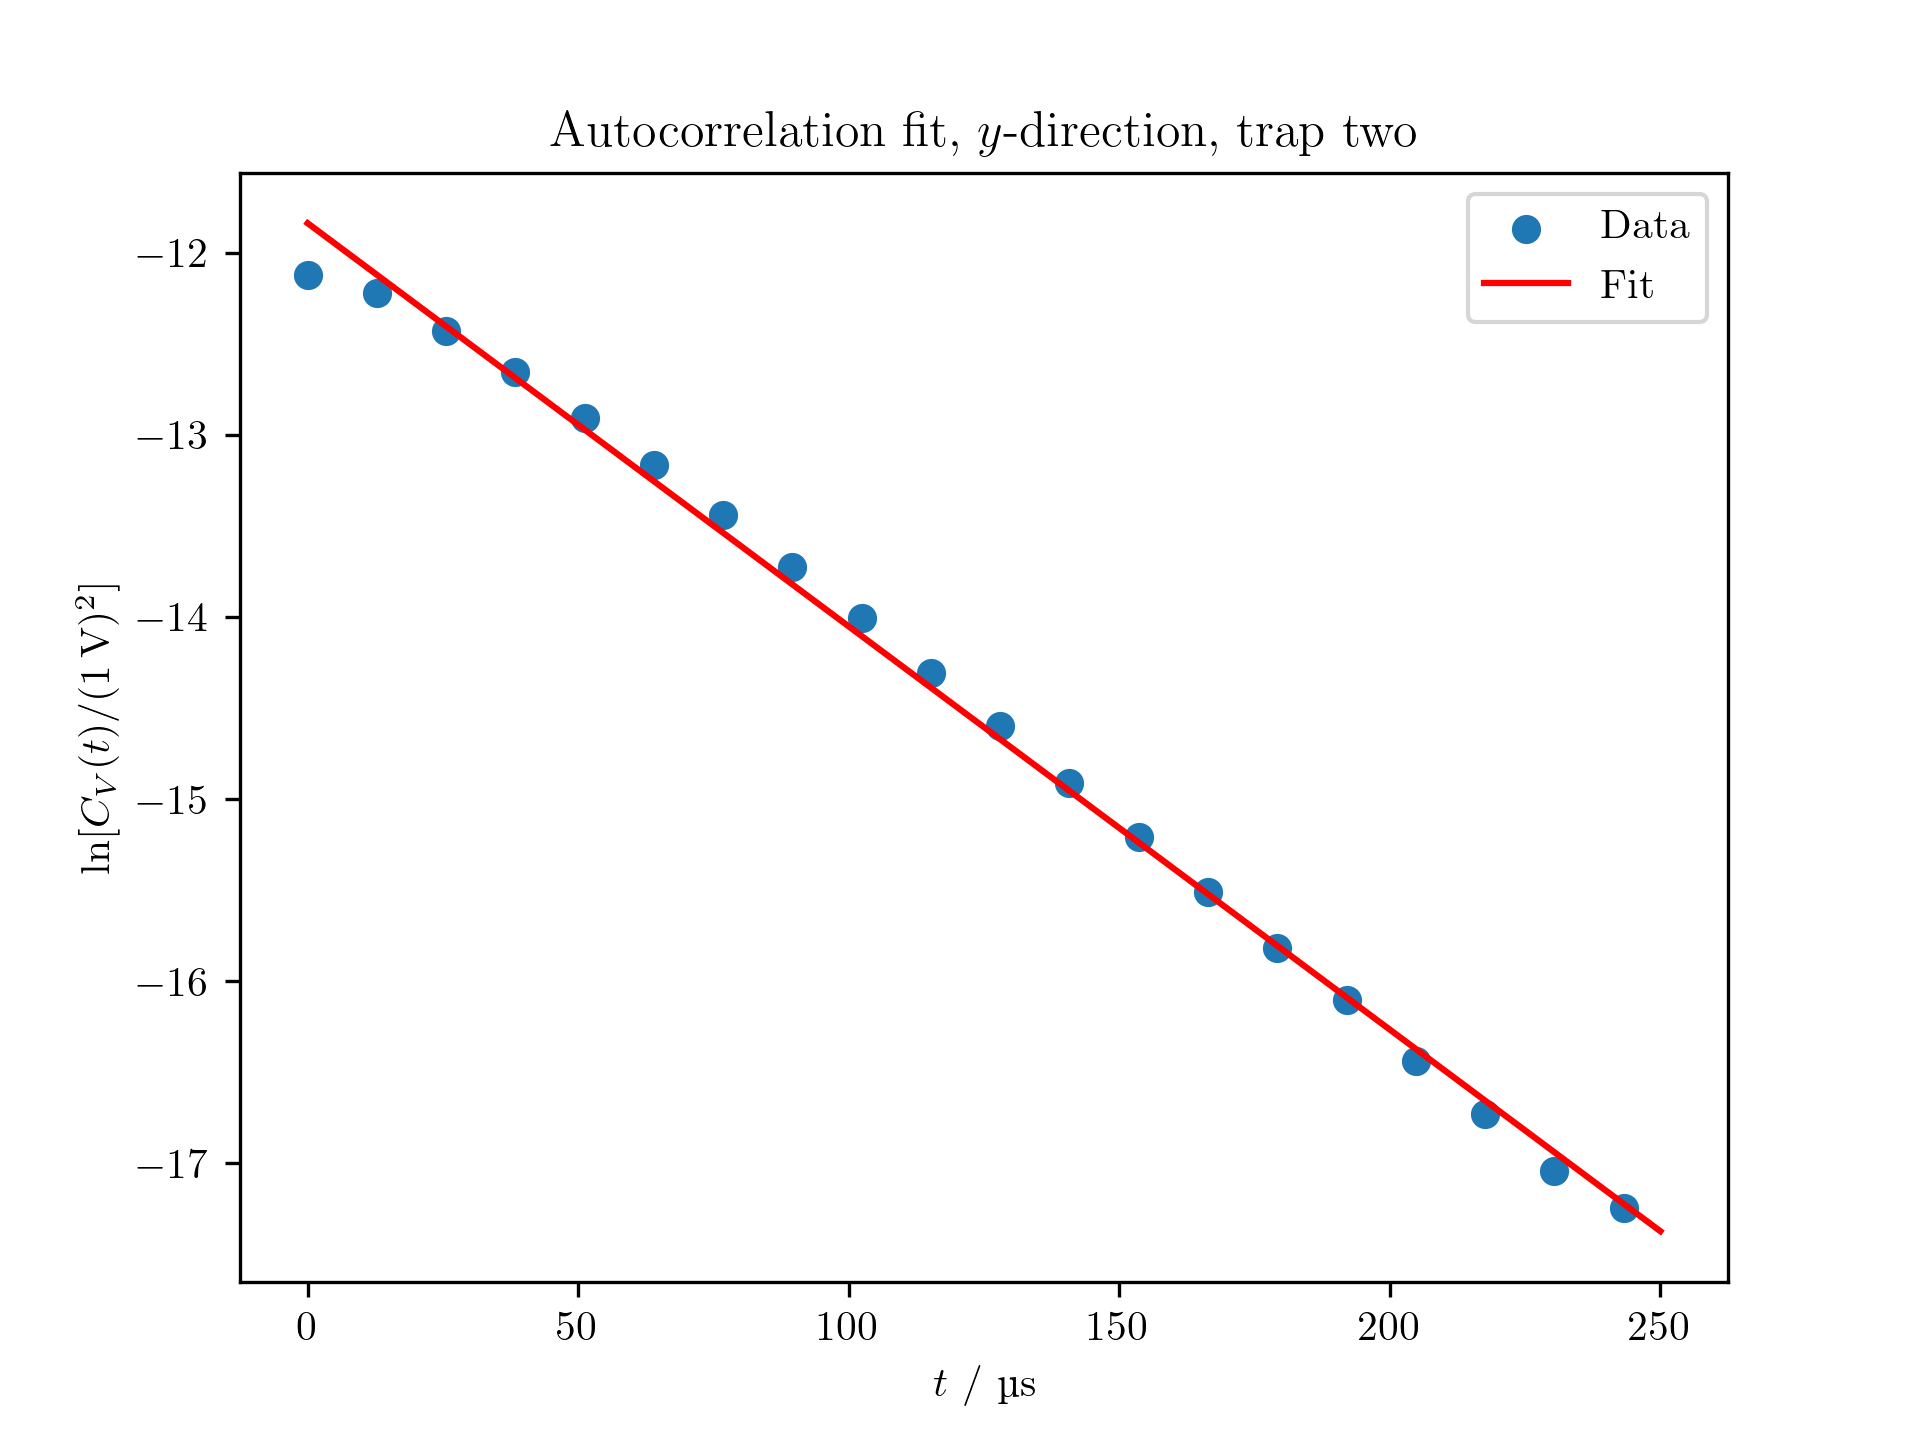 Autocorrelation fit, y-direction, trap two
Data
Fit
ln[C_V(t)/(1 V)²]
−12
−13
−14
−15
−16
−17
0 50 100 150 200 250
t / µs